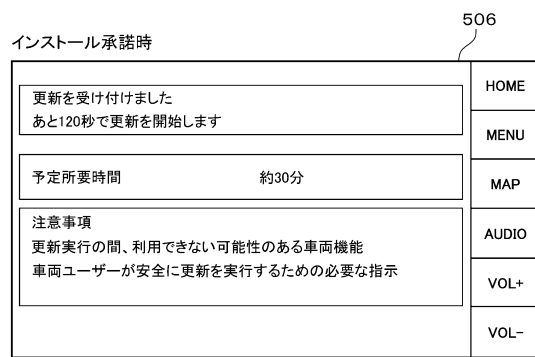 506
インストール承諾時
更新を受け付けました
あと120秒で更新を開始します
予定所要時間 約30分
注意事項
更新実行の間、利用できない可能性のある車両機能
車両ユーザーが安全に更新を実行するための必要な指示
HOME
MENU
MAP
AUDIO
VOL+
VOL-